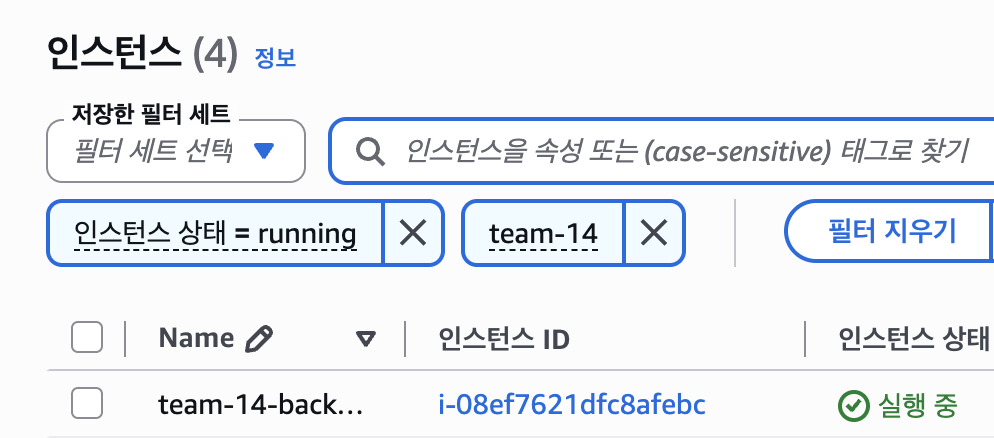 인스턴스 (4) 정보
저장한 필터 세트
필터 세트 선택
인스턴스을 속성 또는 (case-sensitive) 태그로 찾기
인스턴스 상태 = running
team-14
필터 지우기
Name 인스턴스 ID 인스턴스 상태
team-14-back... i-08ef7621dfc8afebc 실행 중